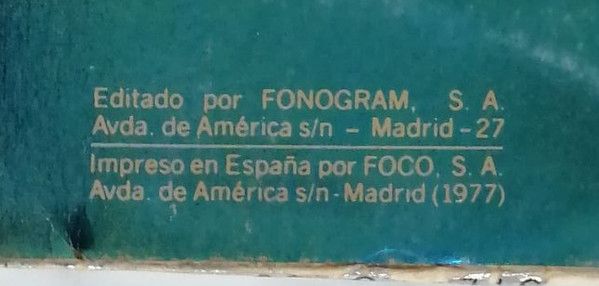 Editado por FONOGRAM, S. A.
Avda. de América s/n - Madrid - 27
Impreso en España por FOCO, S. A.
Avda. de América s/n - Madrid (1977)